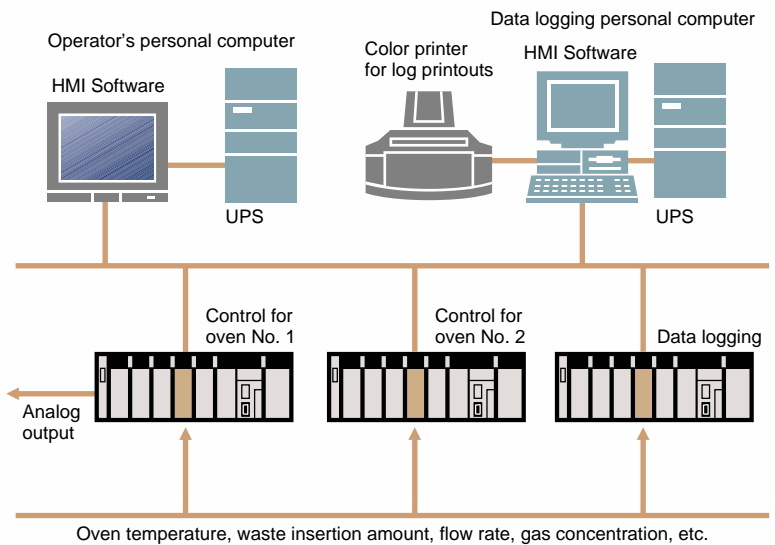 Data logging personal computer
Operator's personal computer
Color printer
for log printouts
HMI Software
HMI Software
UPS
UPS
Control for
oven No. 1
Control for
oven No. 2
Data logging
Analog
output
Oven temperature, waste insertion amount, flow rate, gas concentration, etc.